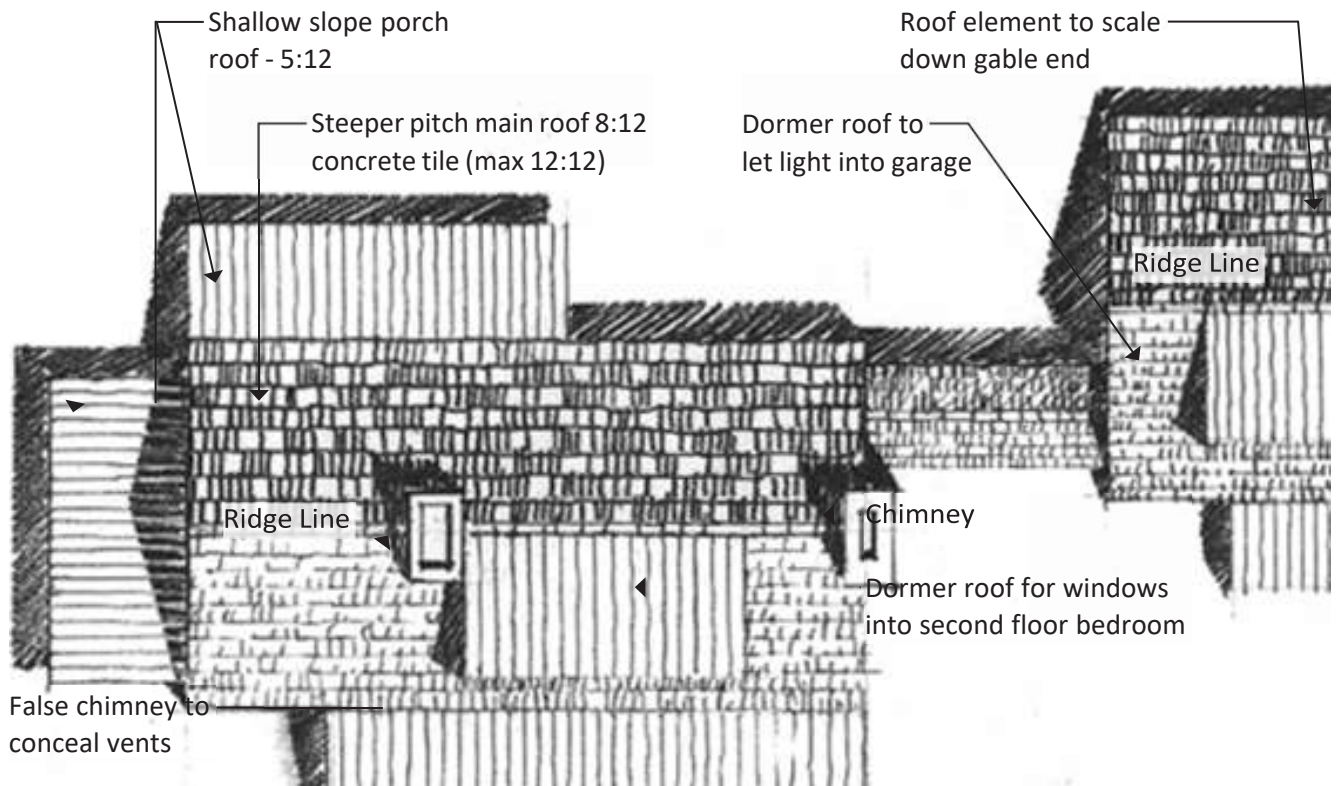 Shallow slope porch
roof - 5:12
Roof element to scale
down gable end
Steeper pitch main roof 8:12
concrete tile (max 12:12)
Dormer roof to
let light into garage
Ridge Line
Ridge Line
Chimney
Dormer roof for windows
into second floor bedroom
False chimney to
conceal vents